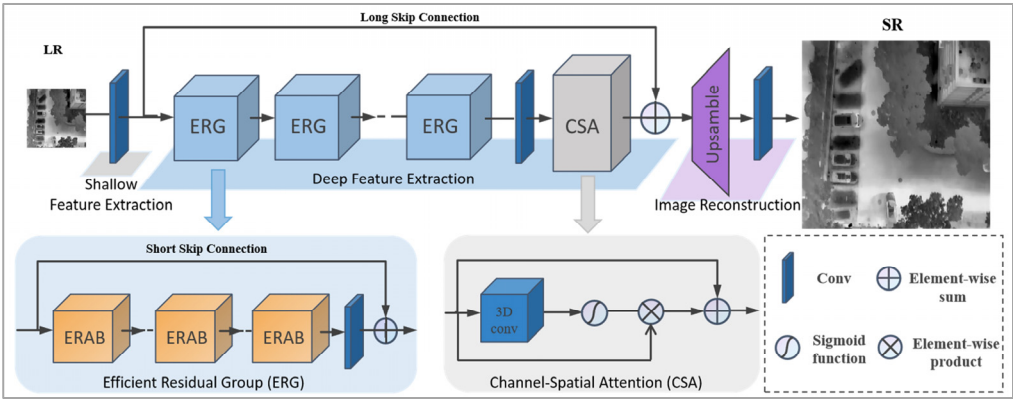 Long Skip Connection
SR
LR
ERG
ERG
ERG
CSA
Upsamble
Shallow
Feature Extraction
Deep Feature Extraction
Image Reconstruction
Short Skip Connection
ERAB
ERAB
ERAB
Efficient Residual Group (ERG)
3D
conv
Channel-Spatial Attention (CSA)
Conv
Element-wise
sum
Sigmoid
function
Element-wise
product